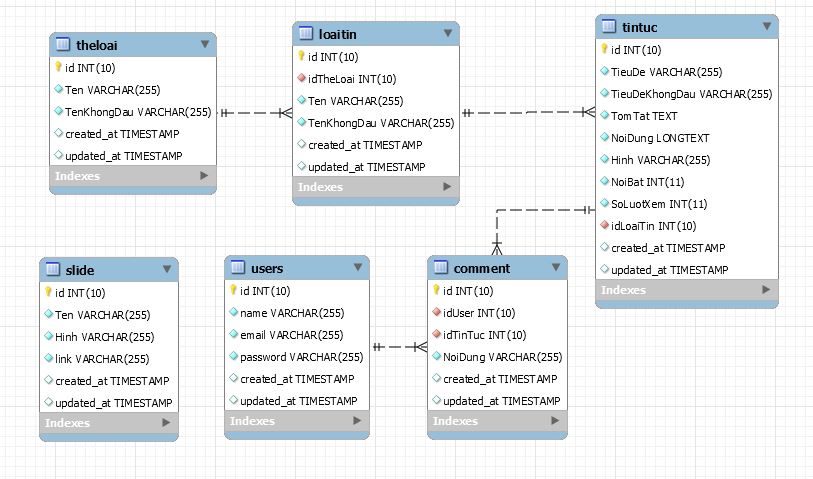 theloai
id INT(10)
Ten VARCHAR(255)
TenKhongDau VARCHAR(255)
created_at TIMESTAMP
updated_at TIMESTAMP
Indexes
loaitin
id INT(10)
idTheLoai INT(10)
Ten VARCHAR(255)
TenKhongDau VARCHAR(255)
created_at TIMESTAMP
updated_at TIMESTAMP
Indexes
tintuc
id INT(10)
TieuDe VARCHAR(255)
TieuDeKhongDau VARCHAR(255)
TomTat TEXT
NoiDung LONGTEXT
Hinh VARCHAR(255)
NoiBat INT(11)
SoLuotXem INT(11)
idLoaiTin INT(10)
created_at TIMESTAMP
updated_at TIMESTAMP
Indexes
slide
id INT(10)
Ten VARCHAR(255)
Hinh VARCHAR(255)
link VARCHAR(255)
created_at TIMESTAMP
updated_at TIMESTAMP
Indexes
users
id INT(10)
name VARCHAR(255)
email VARCHAR(255)
password VARCHAR(255)
created_at TIMESTAMP
updated_at TIMESTAMP
Indexes
comment
id INT(10)
idUser INT(10)
idTinTuc INT(10)
NoiDung VARCHAR(255)
created_at TIMESTAMP
updated_at TIMESTAMP
Indexes